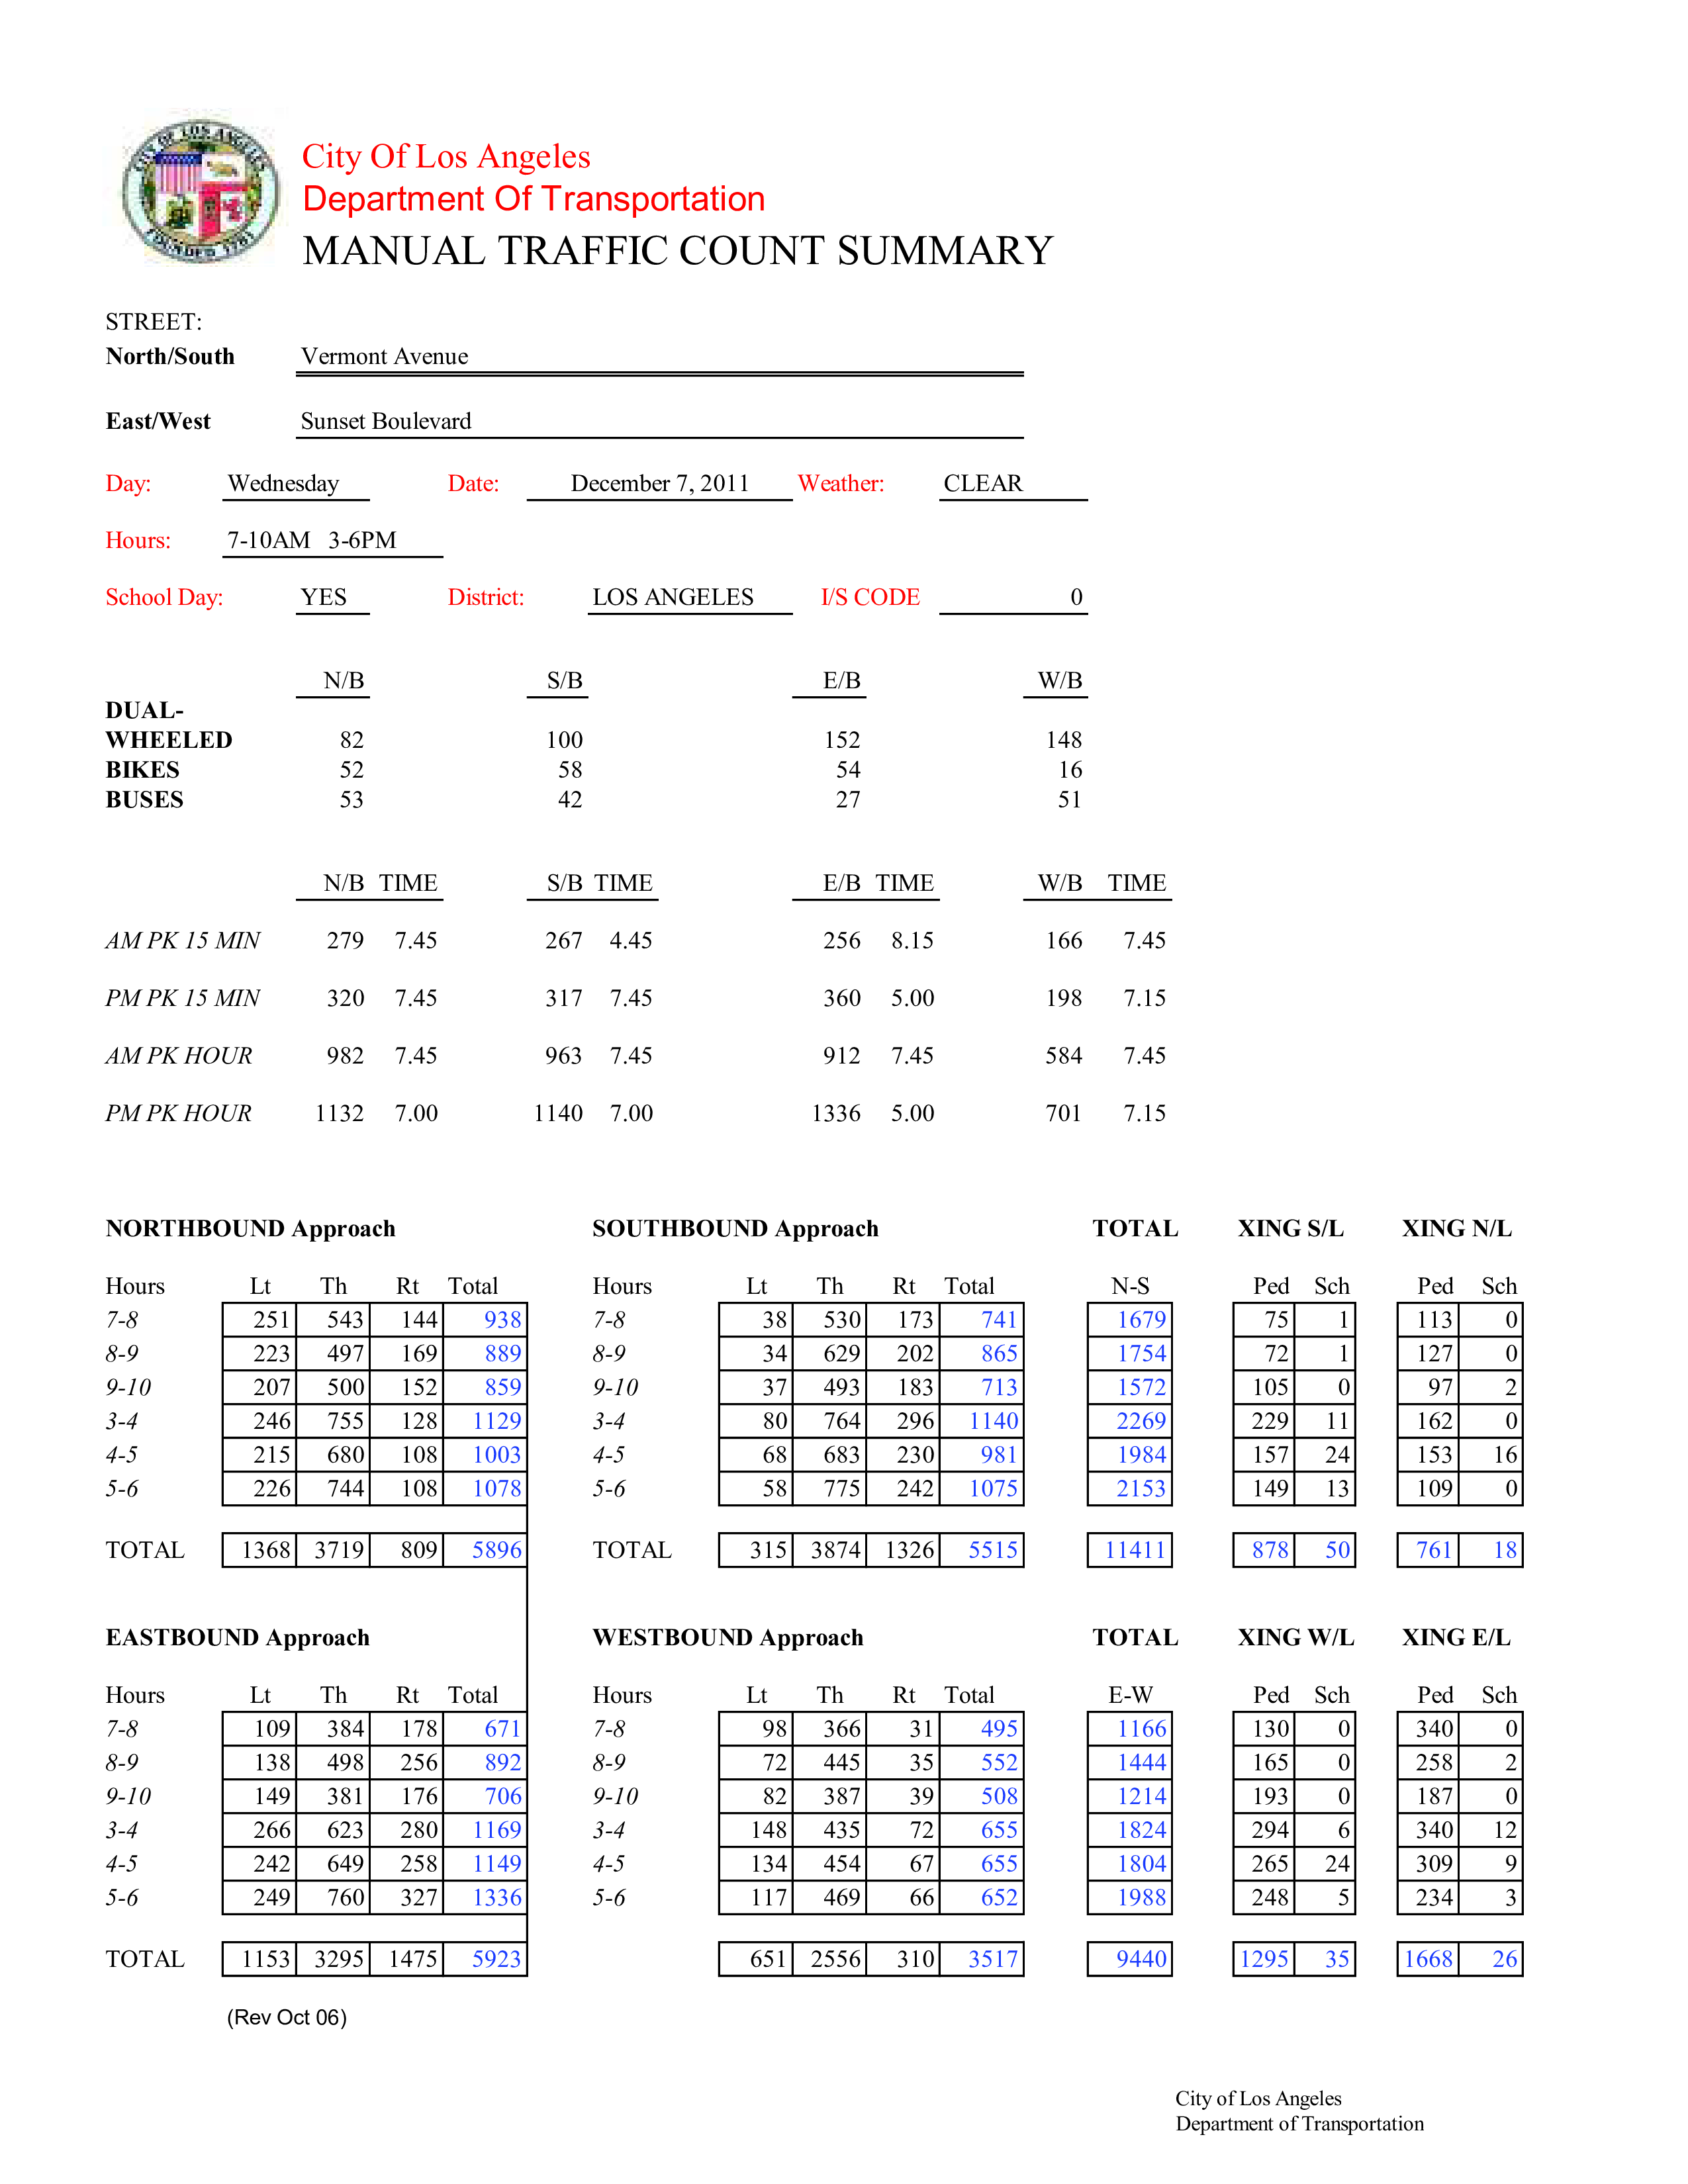 City Of Los Angeles
Department Of Transportation
MANUAL TRAFFIC COUNT SUMMARY
STREET:
North/South Vermont Avenue
East/West Sunset Boulevard
Day: Wednesday Date: December 7, 2011 Weather: CLEAR
Hours: 7-10AM 3-6PM
School Day: YES District: LOS ANGELES I/S CODE 0
N/B S/B E/B W/B
DUAL-
WHEELED 82 100 152 148
BIKES 52 58 54 16
BUSES 53 42 27 51
N/B TIME S/B TIME E/B TIME W/B TIME
AM PK 15 MIN 279 7.45 267 4.45 256 8.15 166 7.45
PM PK 15 MIN 320 7.45 317 7.45 360 5.00 198 7.15
AM PK HOUR 982 7.45 963 7.45 912 7.45 584 7.45
PM PK HOUR 1132 7.00 1140 7.00 1336 5.00 701 7.15
NORTHBOUND Approach SOUTHBOUND Approach TOTAL XING S/L XING N/L
Hours Lt Th Rt Total Hours Lt Th Rt Total N-S Ped Sch Ped Sch
7-8 251 543 144 938 7-8 38 530 173 741 1679 75 1 113 0
8-9 223 497 169 889 8-9 34 629 202 865 1754 72 1 127 0
9-10 207 500 152 859 9-10 37 493 183 713 1572 105 0 97 2
3-4 246 755 128 1129 3-4 80 764 296 1140 2269 229 11 162 0
4-5 215 680 108 1003 4-5 68 683 230 981 1984 157 24 153 16
5-6 226 744 108 1078 5-6 58 775 242 1075 2153 149 13 109 0
TOTAL 1368 3719 809 5896 TOTAL 315 3874 1326 5515 11411 878 50 761 18
EASTBOUND Approach WESTBOUND Approach TOTAL XING W/L XING E/L
Hours Lt Th Rt Total Hours Lt Th Rt Total E-W Ped Sch Ped Sch
7-8 109 384 178 671 7-8 98 366 31 495 1166 130 0 340 0
8-9 138 498 256 892 8-9 72 445 35 552 1444 165 0 258 2
9-10 149 381 176 706 9-10 82 387 39 508 1214 193 0 187 0
3-4 266 623 280 1169 3-4 148 435 72 655 1824 294 6 340 12
4-5 242 649 258 1149 4-5 134 454 67 655 1804 265 24 309 9
5-6 249 760 327 1336 5-6 117 469 66 652 1988 248 5 234 3
TOTAL 1153 3295 1475 5923 651 2556 310 3517 9440 1295 35 1668 26
(Rev Oct 06)
City of Los Angeles
Department of Transportation